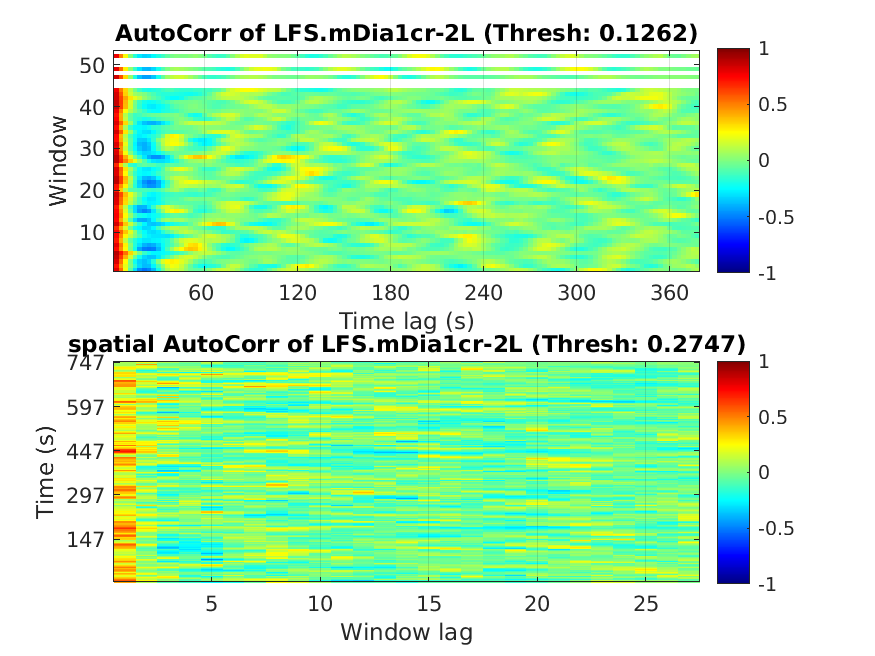 AutoCorr of LFS.mDia1cr-2L (Thresh: 0.1262)
50
40
30
20
10
Window
60 120 180 240 300 360
Time lag (s)
1
0.5
0
-0.5
-1
spatial AutoCorr of LFS.mDia1cr-2L (Thresh: 0.2747)
747
597
447
297
147
Time (s)
5 10 15 20 25
Window lag
1
0.5
0
-0.5
-1